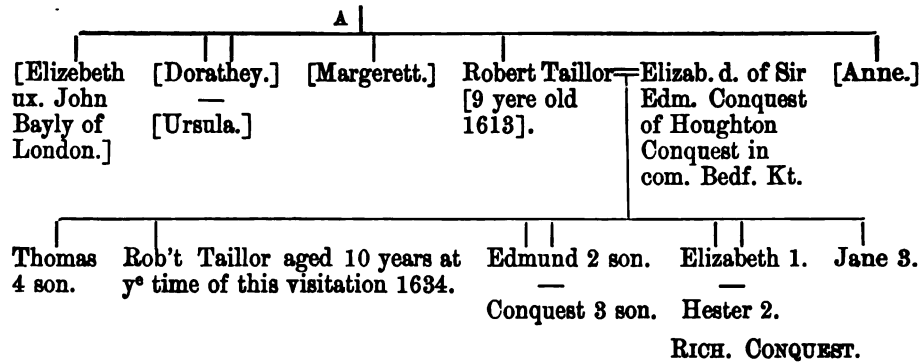 A
[Elizebeth ux. John Bayly of London.]
[Dorathey.]
[Ursula.]
[Margerett.]
Robert Taillor
[9 yere old
1613].
Elizab. d. of Sir
Edm. Conquest
of Houghton
Conquest in
com. Bedf. Kt.
[Anne.]
Thomas
4 son.
Rob't Taillor aged 10 years at
yᵉ time of this visitation 1634.
Edmund 2 son.
Conquest 3 son.
Elizabeth 1.
Hester 2.
Jane 3.
RICH. CONQUEST.